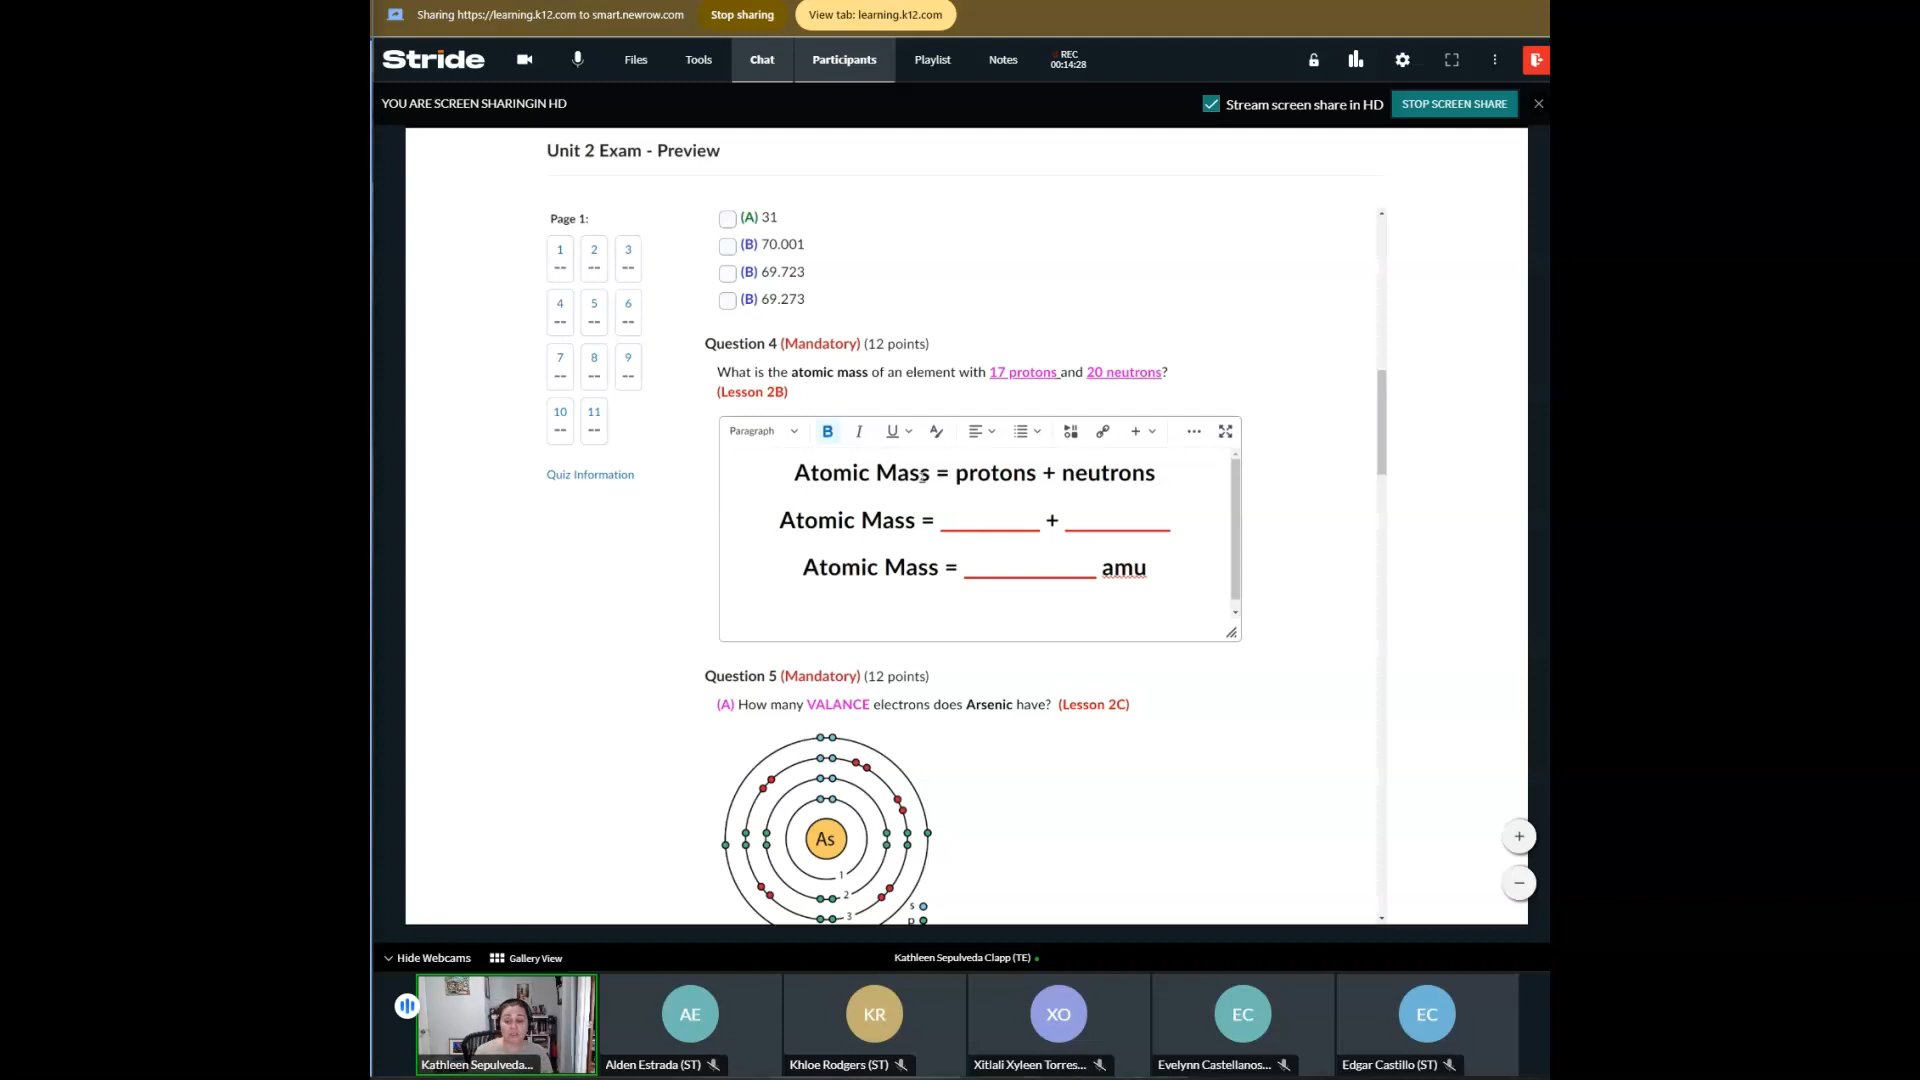 Sharing https://learning.k12.com to smart.newrow.com Stop sharing View tab: learning.k12.com
Stride Files Tools Chat Participants Playlist Notes REC 00:14:28
YOU ARE SCREEN SHARINGIN HD Stream screen share in HD STOP SCREEN SHARE
Unit 2 Exam - Preview
Page 1:
1 2 3
-- -- --
4 5 6
-- -- --
7 8 9
-- -- --
10 11
-- --
Quiz Information
(A) 31
(B) 70.001
(B) 69.723
(B) 69.273
Question 4 (Mandatory) (12 points)
What is the atomic mass of an element with 17 protons and 20 neutrons?
(Lesson 2B)
Paragraph B I U A
Atomic Mass = protons + neutrons
Atomic Mass = ________ + ________
Atomic Mass = ________ amu
Question 5 (Mandatory) (12 points)
(A) How many VALANCE electrons does Arsenic have? (Lesson 2C)
As
1
2
3
s
p
Hide Webcams Gallery View Kathleen Sepulveda Clapp (TE)
AE KR XO EC EC
Kathleen Sepulveda... Alden Estrada (ST) Khloe Rodgers (ST) Xitlali Xyleen Torres... Evelynn Castellanos... Edgar Castillo (ST)